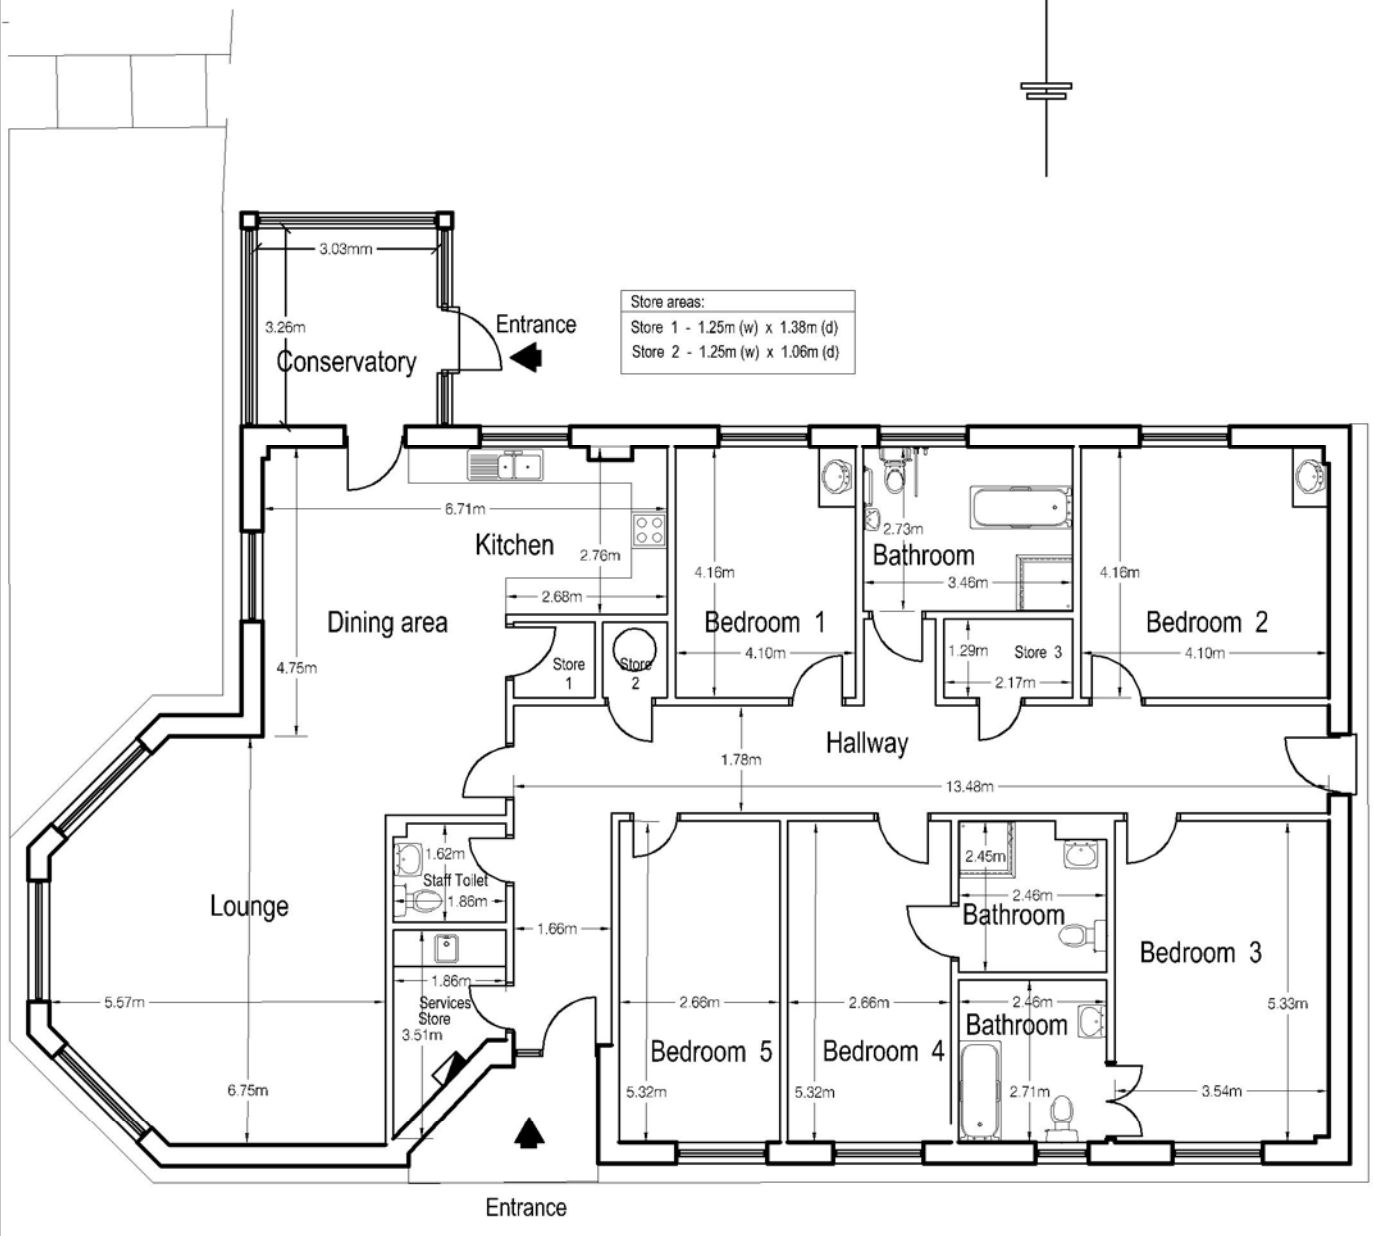 3.03mm
3.26m
Conservatory
Entrance
Store areas:
Store 1 - 1.25m (w) x 1.38m (d)
Store 2 - 1.25m (w) x 1.06m (d)
6.71m
Kitchen
2.76m
2.68m
Dining area
4.75m
Store
1
Store
2
4.16m
Bedroom 1
4.10m
2.73m
Bathroom
3.46m
1.29m
Store 3
2.17m
4.16m
Bedroom 2
4.10m
Hallway
1.78m
13.48m
1.62m
Staff Toilet
1.86m
Lounge
5.57m
6.75m
1.66m
1.86m
Services
Store
3.51m
2.66m
Bedroom 5
5.32m
2.66m
Bedroom 4
5.32m
2.45m
2.46m
Bathroom
2.46m
Bathroom
2.71m
Bedroom 3
5.33m
3.54m
Entrance